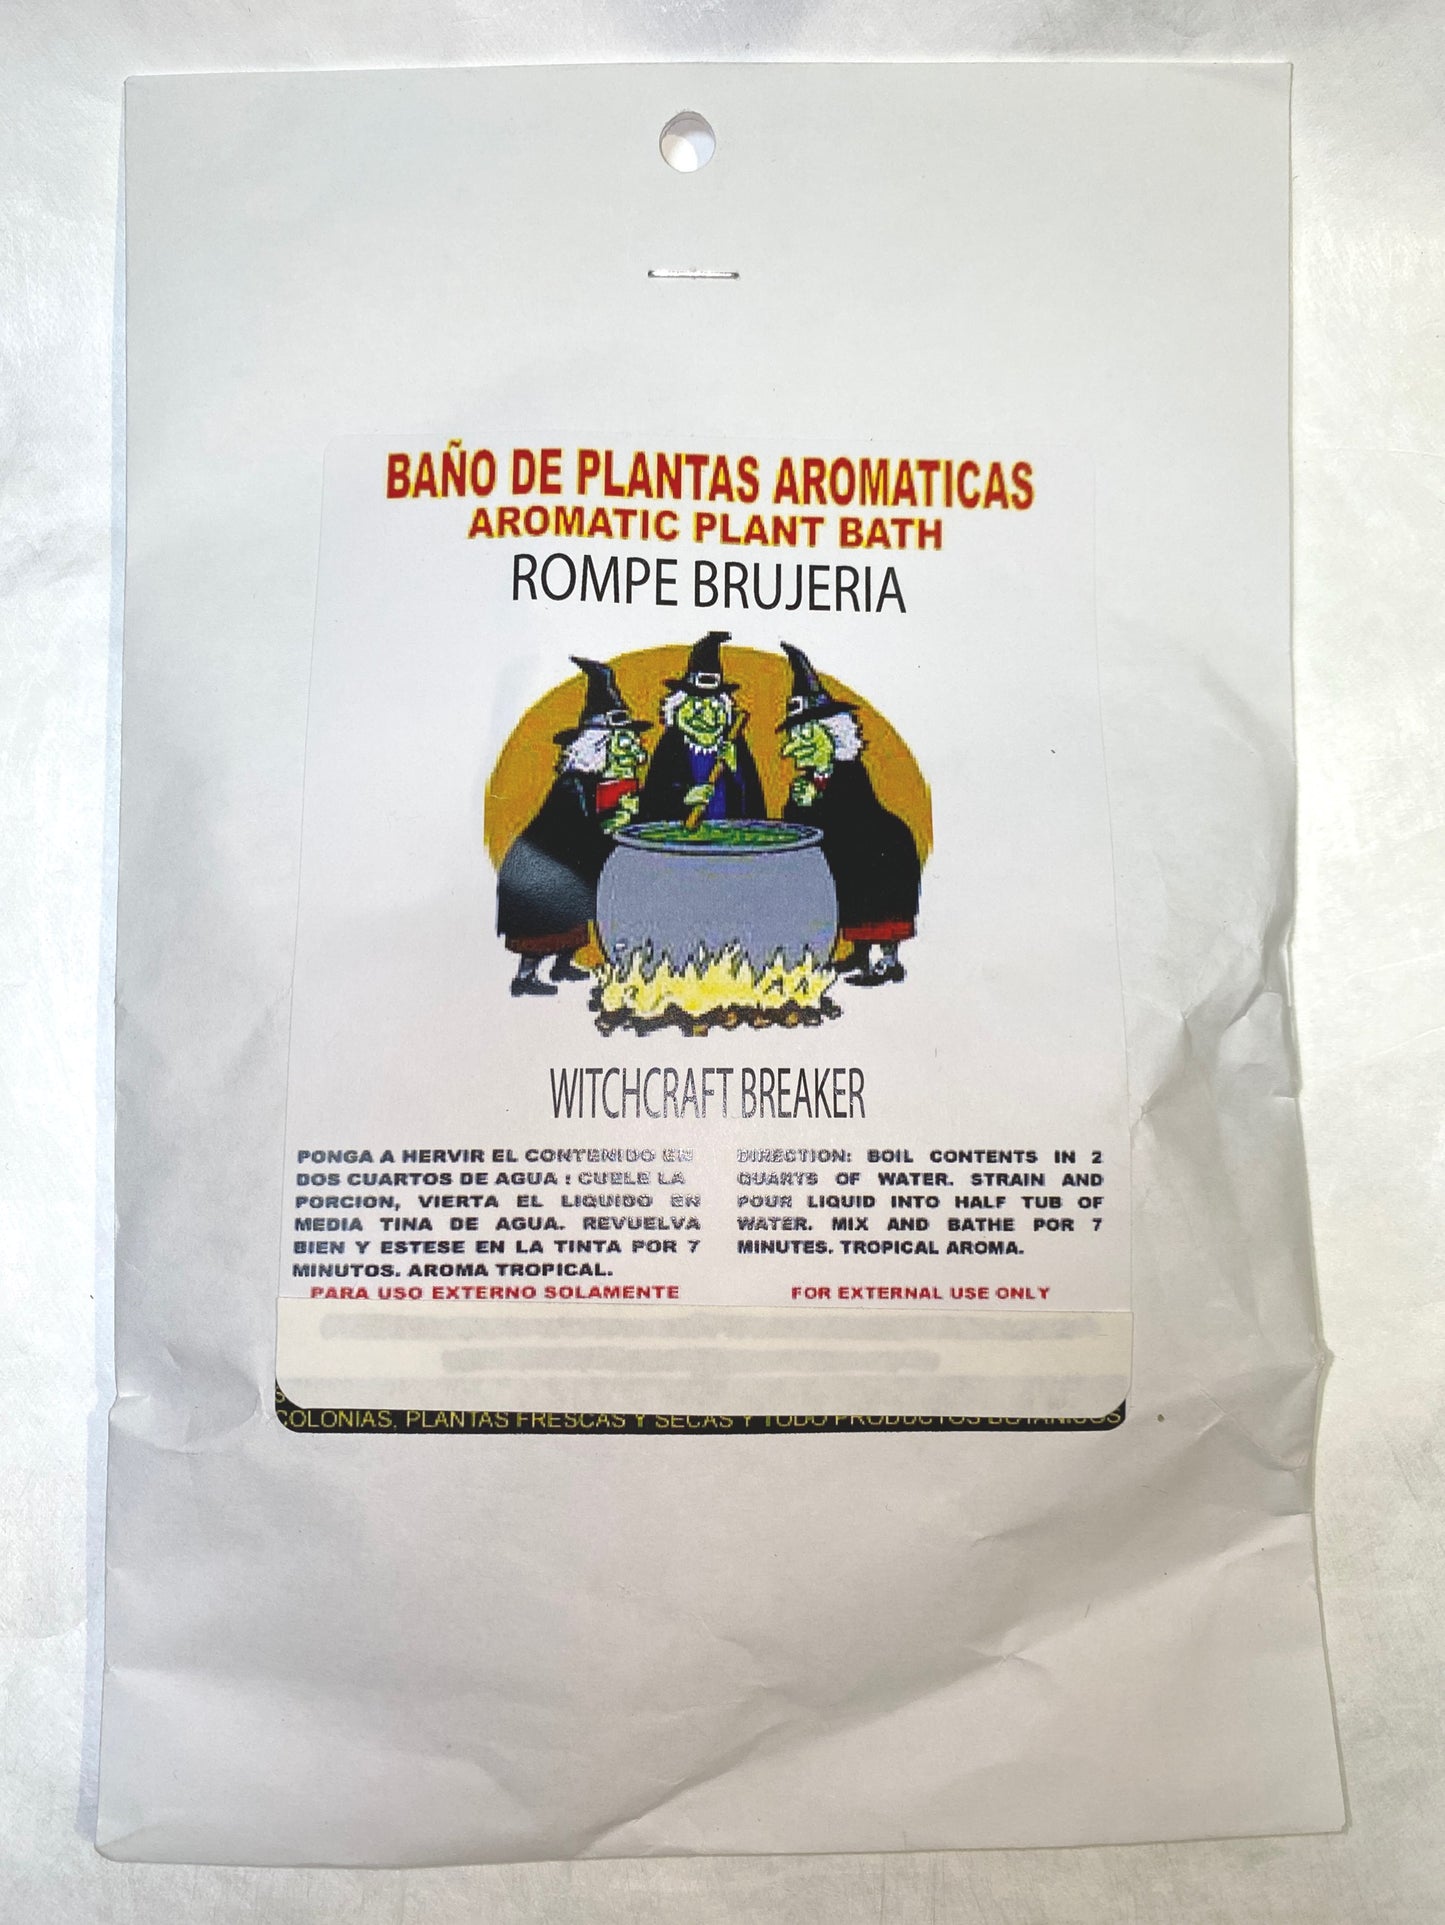 BAÑO DE PLANTAS AROMATICAS
AROMATIC PLANT BATH
ROMPE BRUJERIA
WITCHCRAFT BREAKER
PONGA A HERVIR EL CONTENIDO EN
DOS CUARTOS DE AGUA : CUELE LA
PORCION, VIERTA EL LIQUIDO EN
MEDIA TINA DE AGUA. REVUELVA
BIEN Y ESTESE EN LA TINTA POR 7
MINUTOS. AROMA TROPICAL.
PARA USO EXTERNO SOLAMENTE
DIRECTION: BOIL CONTENTS IN 2
QUARTS OF WATER. STRAIN AND
POUR LIQUID INTO HALF TUB OF
WATER. MIX AND BATHE POR 7
MINUTES. TROPICAL AROMA.
FOR EXTERNAL USE ONLY
COLONIAS, PLANTAS FRESCAS Y SECAS Y TODO PRODUCTOS BOTANICOS